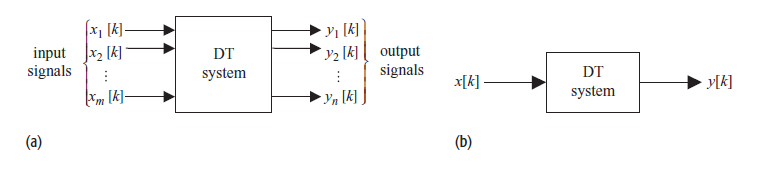 x₁ [k]
input signals
x₂ [k]
⋮
xₘ [k]
DT
system
y₁ [k]
y₂ [k]
⋮
yₙ [k]
output
signals
(a)
x[k]
DT
system
y[k]
(b)